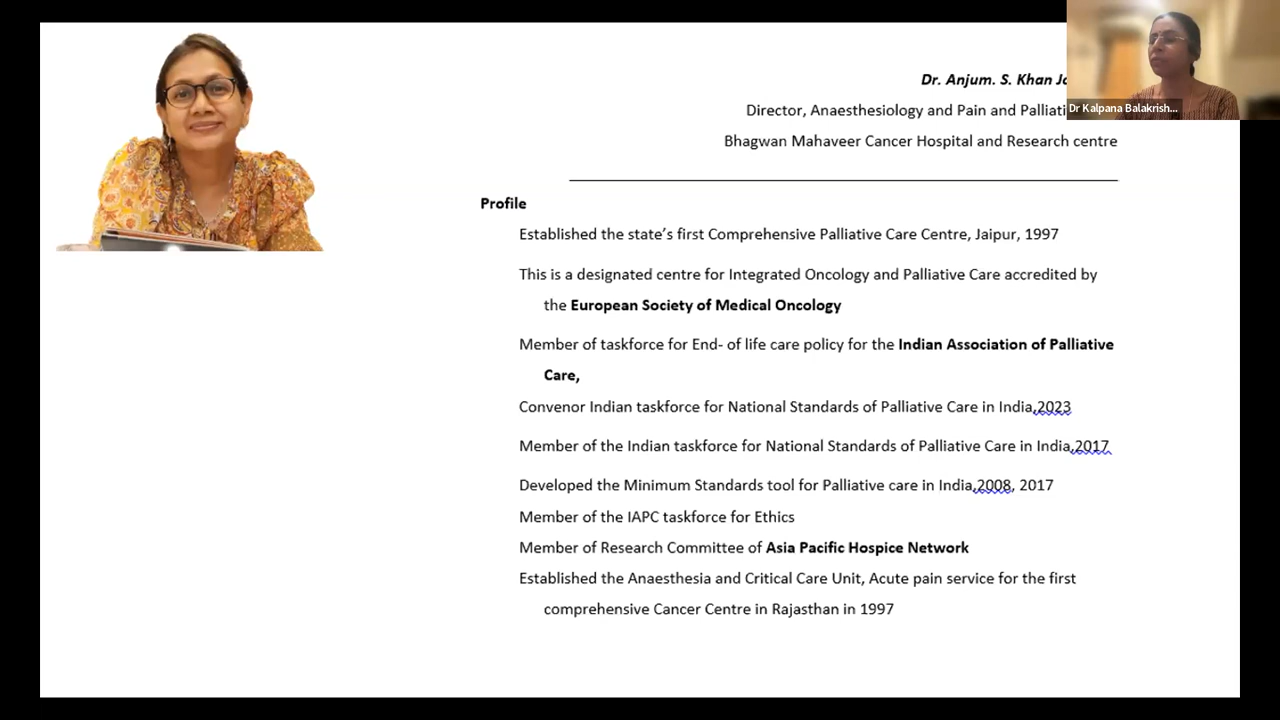 Dr. Anjum. S. Khan
Dr Kalpana Balakrish...
Director, Anaesthesiology and Pain and
Bhagwan Mahaveer Cancer Hospital and Research centre
Profile
Established the state's first Comprehensive Palliative Care Centre, Jaipur, 1997
This is a designated centre for Integrated Oncology and Palliative Care accredited by
the European Society of Medical Oncology
Member of taskforce for End- of life care policy for the Indian Association of Palliative
Care,
Convenor Indian taskforce for National Standards of Palliative Care in India,2023
Member of the Indian taskforce for National Standards of Palliative Care in India,2017
Developed the Minimum Standards tool for Palliative care in India,2008, 2017
Member of the IAPC taskforce for Ethics
Member of Research Committee of Asia Pacific Hospice Network
Established the Anaesthesia and Critical Care Unit, Acute pain service for the first
comprehensive Cancer Centre in Rajasthan in 1997